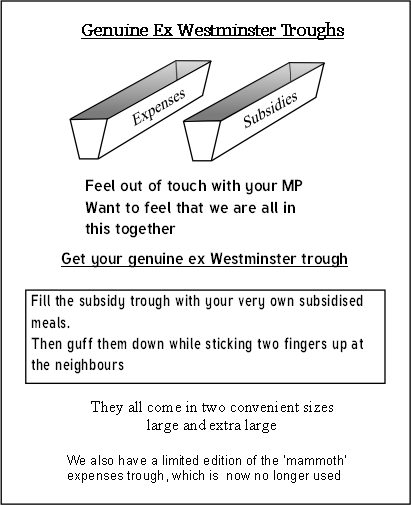 Genuine Ex Westminster Troughs
Expenses
Subsidies
Feel out of touch with your MP
Want to feel that we are all in
this together
Get your genuine ex Westminster trough
Fill the subsidy trough with your very own subsidised
meals.
Then guff them down while sticking two fingers up at
the neighbours
They all come in two convenient sizes
large and extra large
We also have a limited edition of the 'mammoth'
expenses trough, which is now no longer used